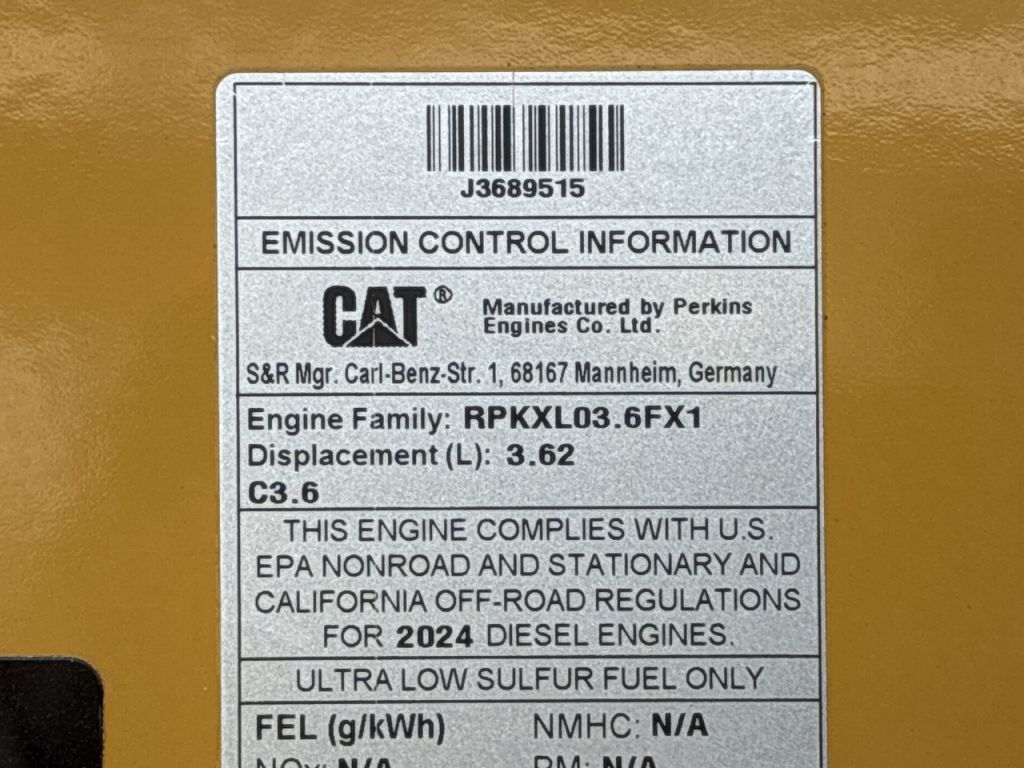 J3689515
EMISSION CONTROL INFORMATION
CAT®
Manufactured by Perkins
Engines Co. Ltd.
S&R Mgr. Carl-Benz-Str. 1, 68167 Mannheim, Germany
Engine Family: RPKXL03.6FX1
Displacement (L): 3.62
C3.6
THIS ENGINE COMPLIES WITH U.S.
EPA NONROAD AND STATIONARY AND
CALIFORNIA OFF-ROAD REGULATIONS
FOR 2024 DIESEL ENGINES.
ULTRA LOW SULFUR FUEL ONLY
FEL (g/kWh) NMHC: N/A
NOx: N/A PM: N/A